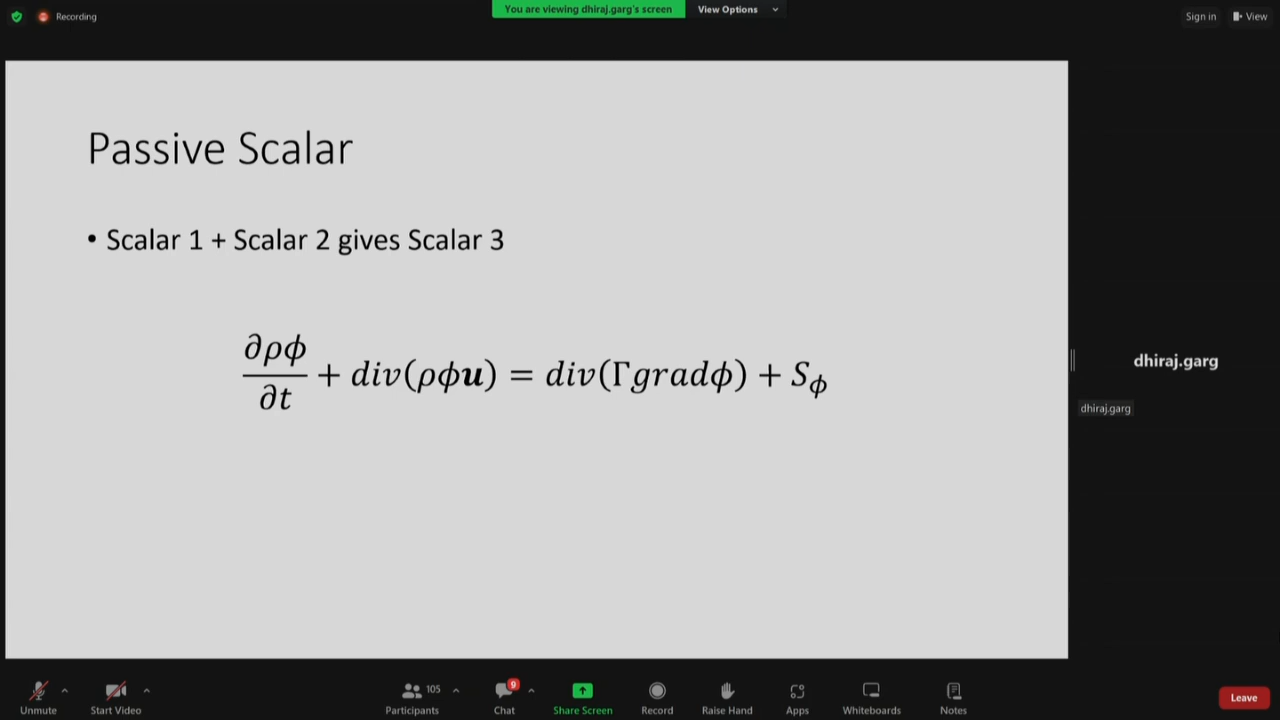 Recording
You are viewing dhiraj.garg's screen
View Options
Sign in
View
Passive Scalar
• Scalar 1 + Scalar 2 gives Scalar 3
∂ρϕ/∂t + div(ρϕ𝒖) = div(Γgradϕ) + S_ϕ
dhiraj.garg
dhiraj.garg
Unmute
Start Video
105
Participants
9
Chat
Share Screen
Record
Raise Hand
Apps
Whiteboards
Notes
Leave